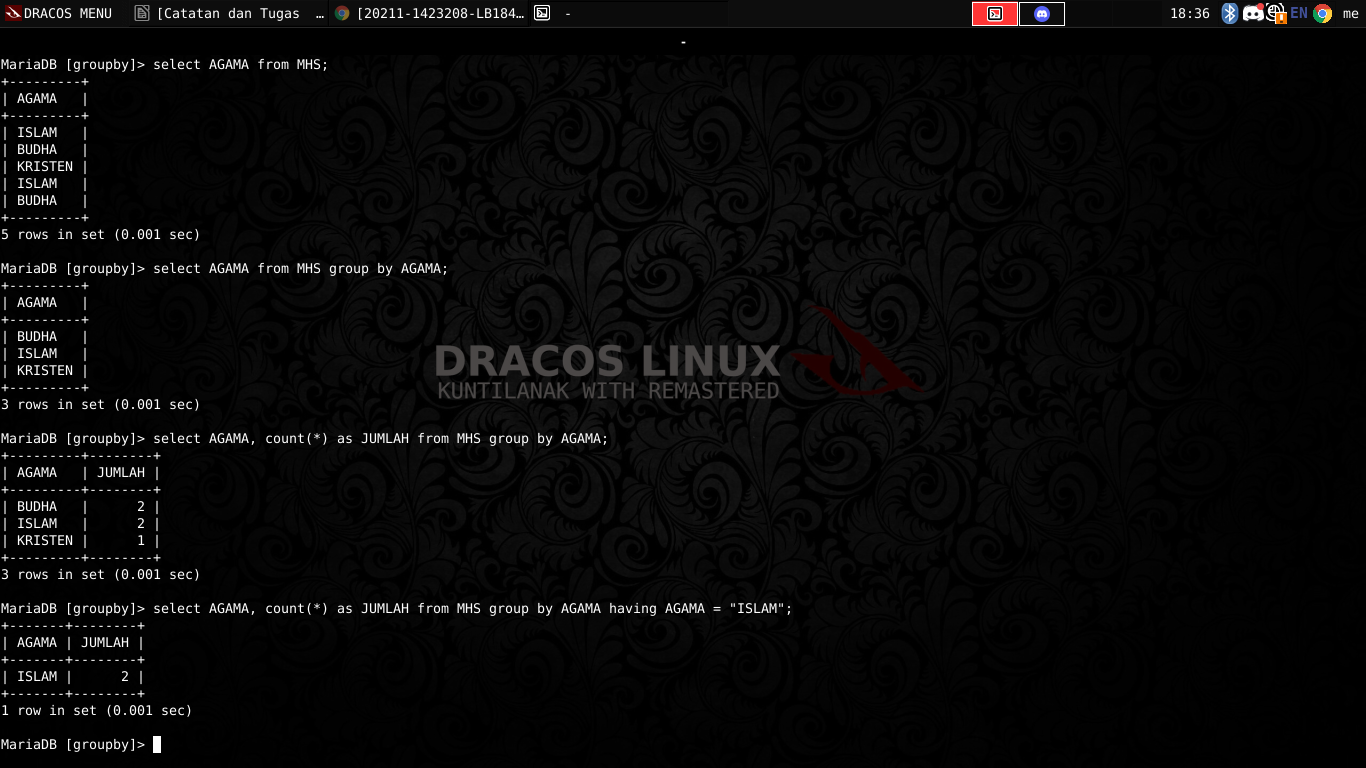 DRACOS MENU [Catatan dan Tugas … [20211-1423208-LB184… - 18:36 EN me
-
MariaDB [groupby]> select AGAMA from MHS;
+---------+
| AGAMA   |
+---------+
| ISLAM   |
| BUDHA   |
| KRISTEN |
| ISLAM   |
| BUDHA   |
+---------+
5 rows in set (0.001 sec)
MariaDB [groupby]> select AGAMA from MHS group by AGAMA;
+---------+
| AGAMA   |
+---------+
| BUDHA   |
| ISLAM   |
| KRISTEN |
+---------+
3 rows in set (0.001 sec)
DRACOS LINUX
KUNTILANAK WITH REMASTERED
MariaDB [groupby]> select AGAMA, count(*) as JUMLAH from MHS group by AGAMA;
+---------+--------+
| AGAMA   | JUMLAH |
+---------+--------+
| BUDHA   |      2 |
| ISLAM   |      2 |
| KRISTEN |      1 |
+---------+--------+
3 rows in set (0.001 sec)
MariaDB [groupby]> select AGAMA, count(*) as JUMLAH from MHS group by AGAMA having AGAMA = "ISLAM";
+-------+--------+
| AGAMA | JUMLAH |
+-------+--------+
| ISLAM |      2 |
+-------+--------+
1 row in set (0.001 sec)
MariaDB [groupby]>